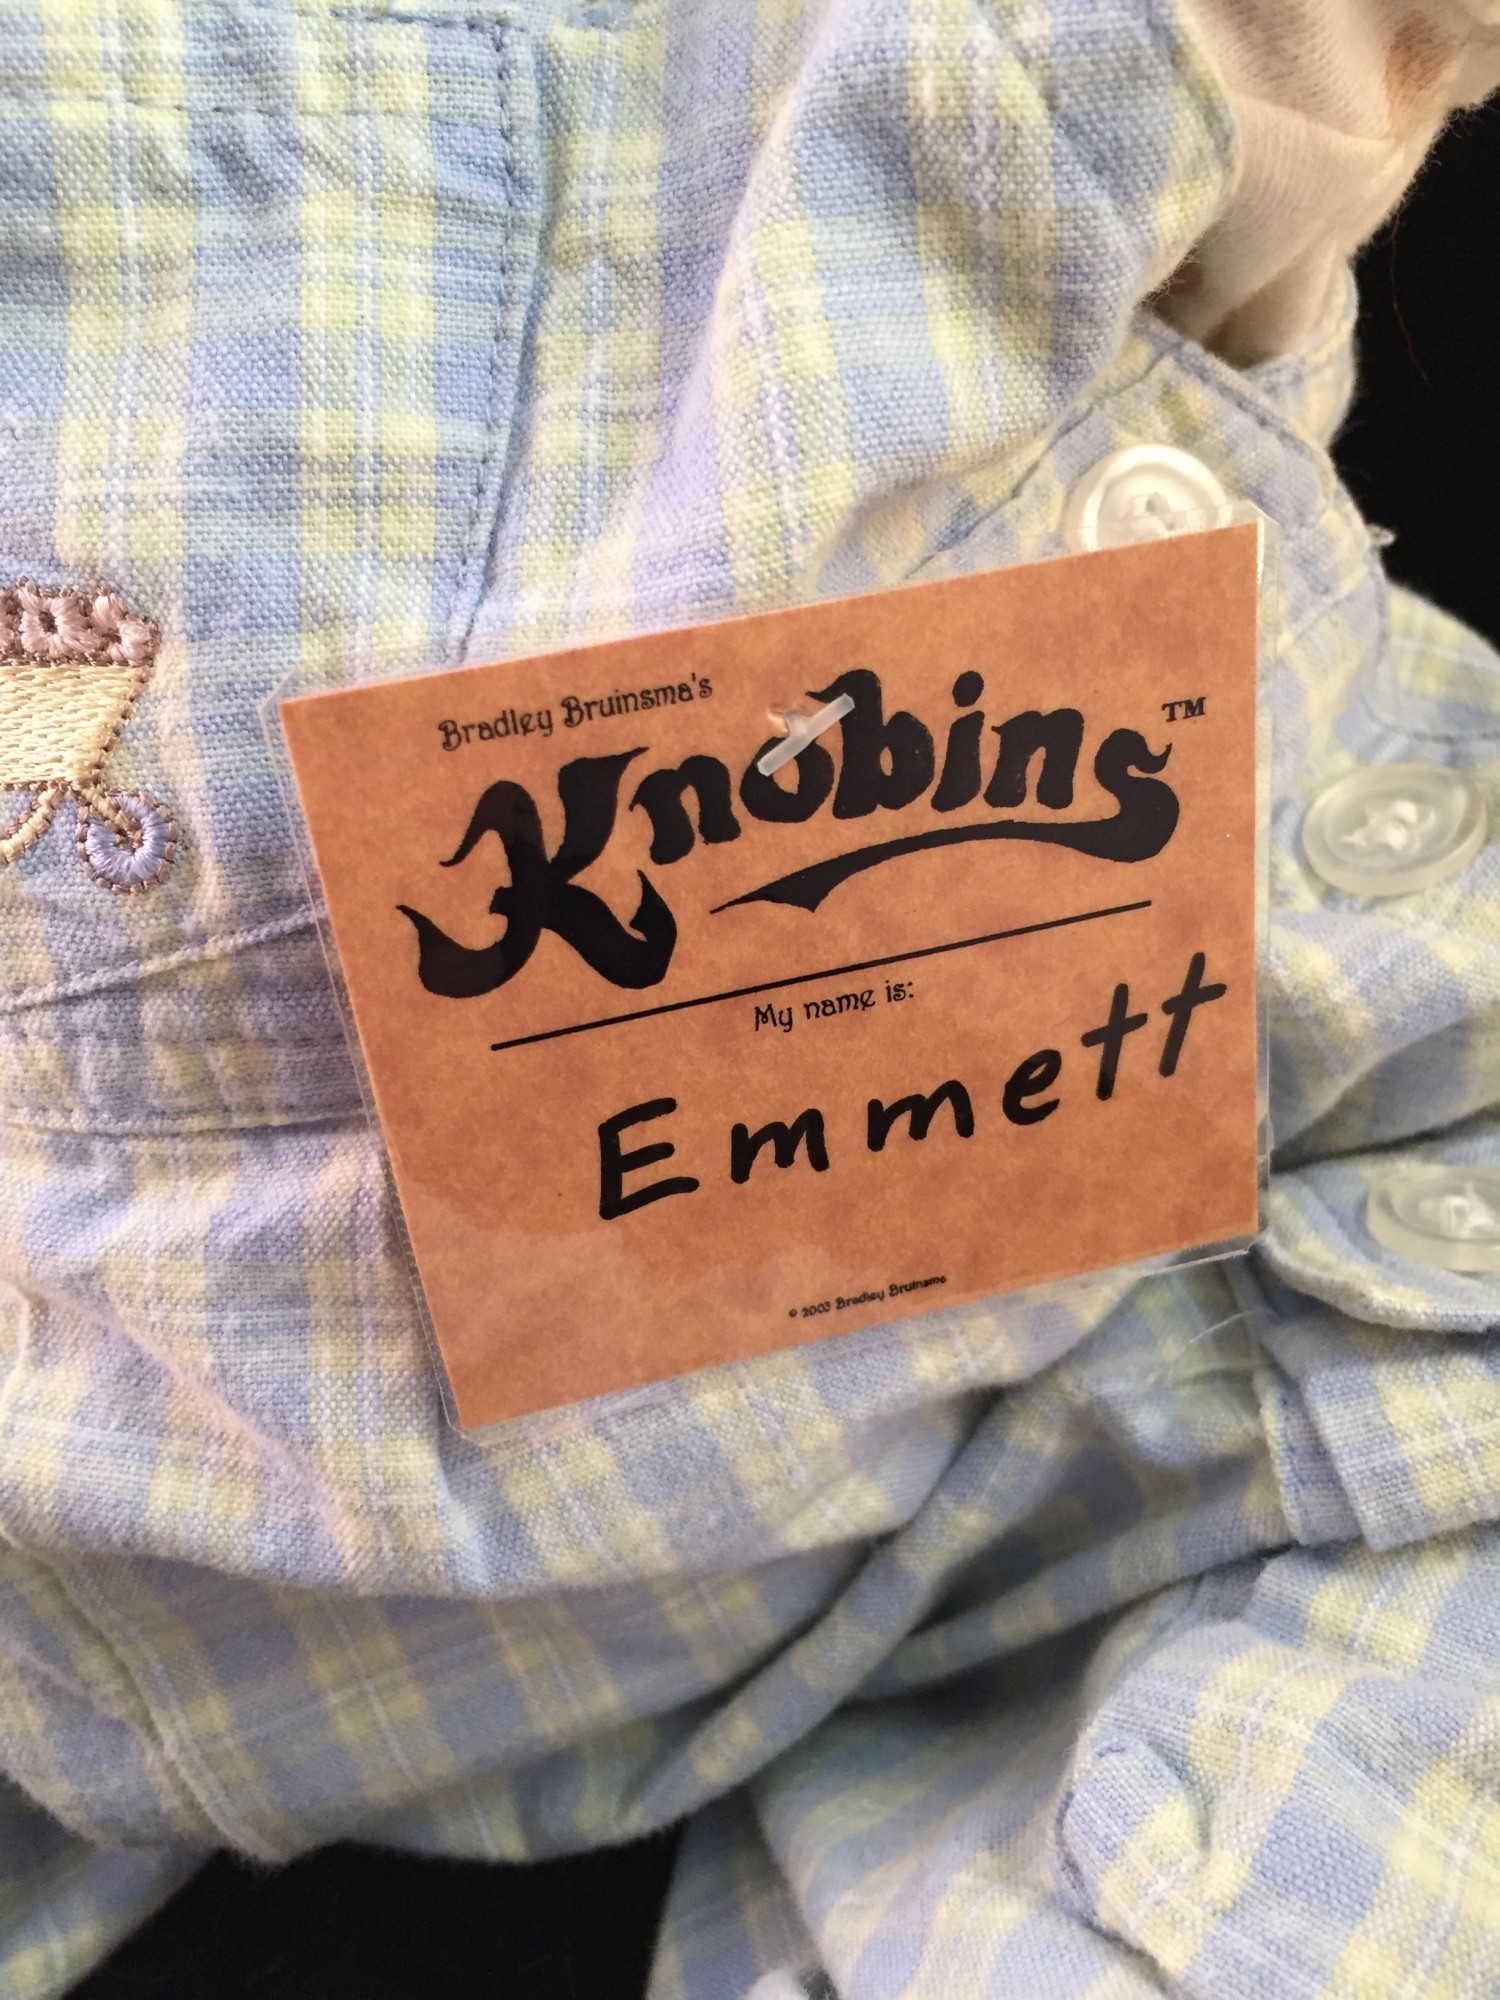 Bradley Bruinsma's
Knobins™
My name is:
Emmett
© 2003 Bradley Bruinsma